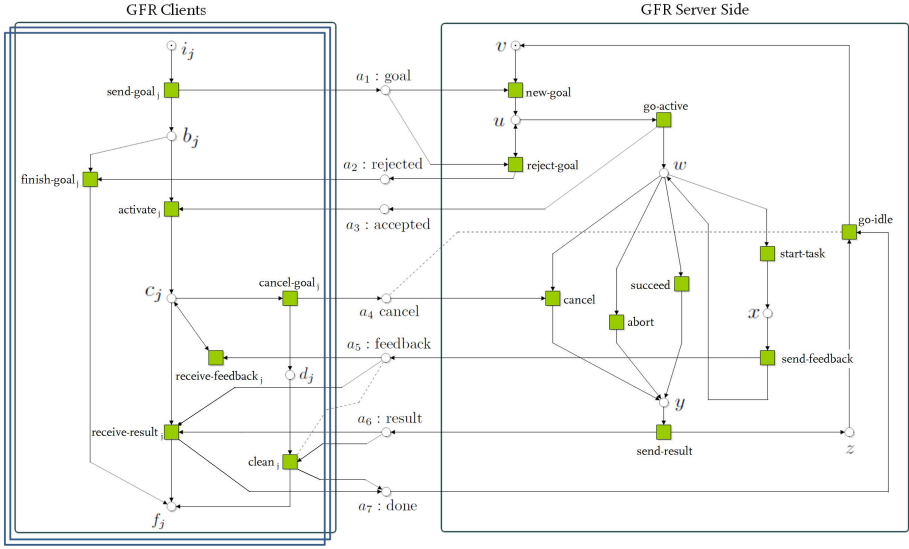 GFR Clients
GFR Server Side
i_j
v
a_1 : goal
send-goal_j
new-goal
go-active
u
b_j
a_2 : rejected
reject-goal
w
finish-goal_j
activate_j
a_3 : accepted
go-idle
start-task
cancel-goal_j
succeed
c_j
a_4 cancel
cancel
x
abort
a_5 : feedback
send-feedback
receive-feedback_j
d_j
y
a_6 : result
receive-result_j
send-result
z
clean_j
a_7 : done
f_j